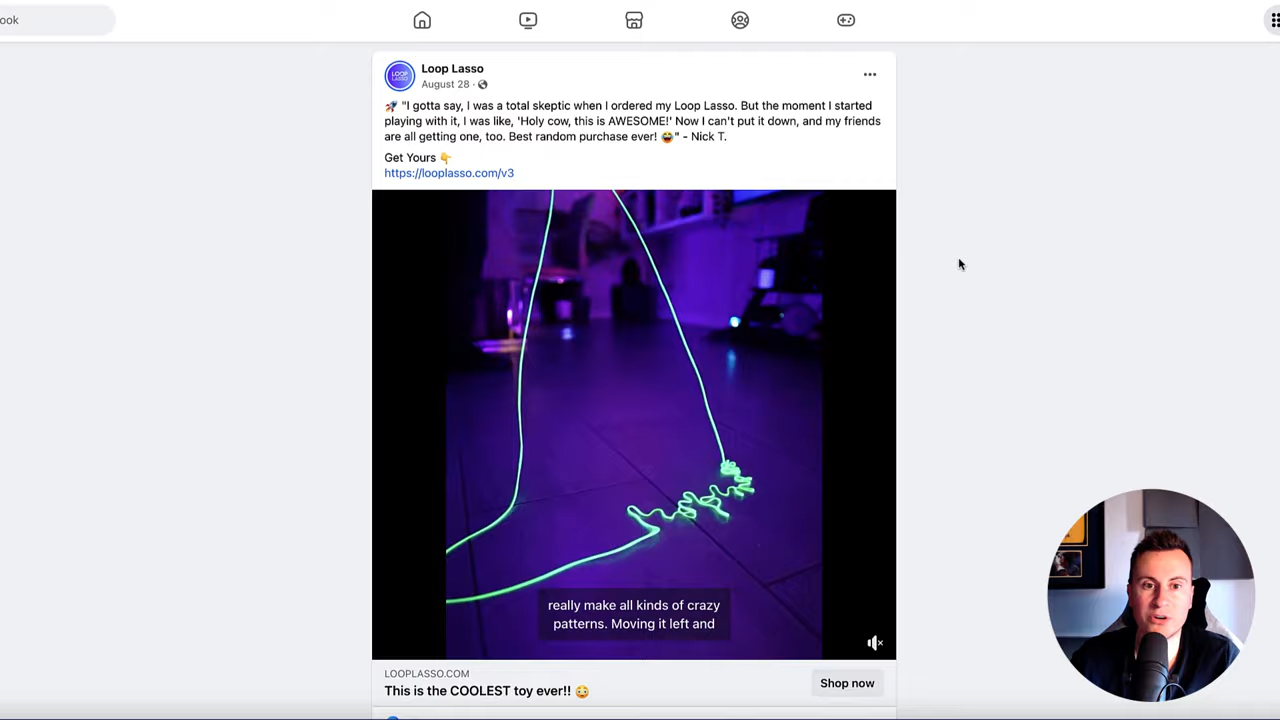 ook
Loop Lasso
August 28 ·
LOOP
LASSO
🚀 "I gotta say, I was a total skeptic when I ordered my Loop Lasso. But the moment I started
playing with it, I was like, 'Holy cow, this is AWESOME!' Now I can't put it down, and my friends
are all getting one, too. Best random purchase ever! 😂" - Nick T.
Get Yours 👇
https://looplasso.com/v3
really make all kinds of crazy
patterns. Moving it left and
LOOPLASSO.COM
This is the COOLEST toy ever!! 😳
Shop now